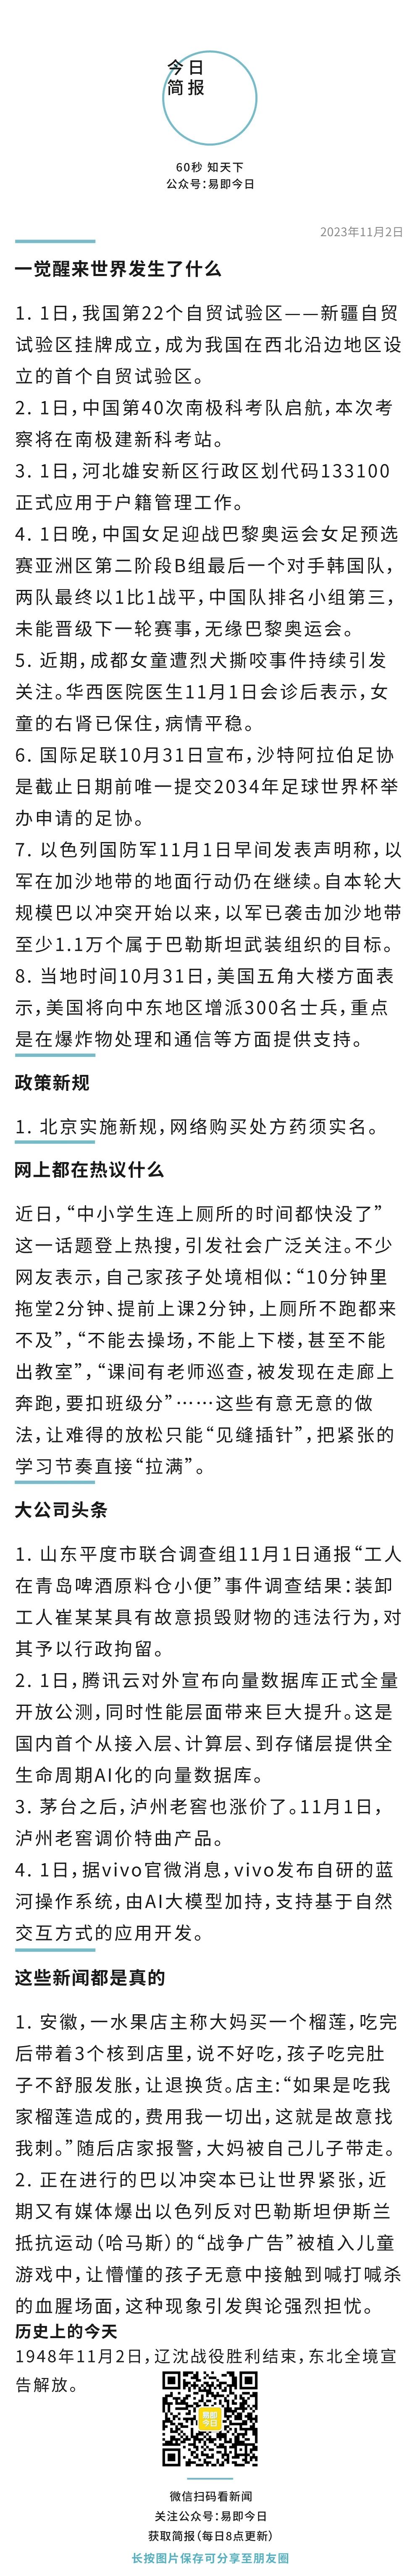 今日
简报
60秒 知天下
公众号：易即今日
2023年11月2日
一觉醒来世界发生了什么
1. 1日，我国第22个自贸试验区——新疆自贸
试验区挂牌成立，成为我国在西北沿边地区设
立的首个自贸试验区。
2. 1日，中国第40次南极科考队启航，本次考
察将在南极建新科考站。
3. 1日，河北雄安新区行政区划代码133100
正式应用于户籍管理工作。
4. 1日晚，中国女足迎战巴黎奥运会女足预选
赛亚洲区第二阶段B组最后一个对手韩国队，
两队最终以1比1战平，中国队排名小组第三，
未能晋级下一轮赛事，无缘巴黎奥运会。
5. 近期，成都女童遭烈犬撕咬事件持续引发
关注。华西医院医生11月1日会诊后表示，女
童的右肾已保住，病情平稳。
6. 国际足联10月31日宣布，沙特阿拉伯足协
是截止日期前唯一提交2034年足球世界杯举
办申请的足协。
7. 以色列国防军11月1日早间发表声明称，以
军在加沙地带的地面行动仍在继续。自本轮大
规模巴以冲突开始以来，以军已袭击加沙地带
至少1.1万个属于巴勒斯坦武装组织的目标。
8. 当地时间10月31日，美国五角大楼方面表
示，美国将向中东地区增派300名士兵，重点
是在爆炸物处理和通信等方面提供支持。
政策新规
1. 北京实施新规，网络购买处方药须实名。
网上都在热议什么
近日，“中小学生连上厕所的时间都快没了”
这一话题登上热搜，引发社会广泛关注。不少
网友表示，自己家孩子处境相似：“10分钟里
拖堂2分钟、提前上课2分钟，上厕所不跑都来
不及”，“不能去操场，不能上下楼，甚至不能
出教室”，“课间有老师巡查，被发现在走廊上
奔跑，要扣班级分”……这些有意无意的做
法，让难得的放松只能“见缝插针”，把紧张的
学习节奏直接“拉满”。
大公司头条
1. 山东平度市联合调查组11月1日通报“工人
在青岛啤酒原料仓小便”事件调查结果：装卸
工人崔某某具有故意损毁财物的违法行为，对
其予以行政拘留。
2. 1日，腾讯云对外宣布向量数据库正式全量
开放公测，同时性能层面带来巨大提升。这是
国内首个从接入层、计算层、到存储层提供全
生命周期AI化的向量数据库。
3. 茅台之后，泸州老窖也涨价了。11月1日，
泸州老窖调价特曲产品。
4. 1日，据vivo官微消息，vivo发布自研的蓝
河操作系统，由AI大模型加持，支持基于自然
交互方式的应用开发。
这些新闻都是真的
1. 安徽，一水果店主称大妈买一个榴莲，吃完
后带着3个核到店里，说不好吃，孩子吃完肚
子不舒服发胀，让退换货。店主：“如果是吃我
家榴莲造成的，费用我一切出，这就是故意找
我刺。”随后店家报警，大妈被自己儿子带走。
2. 正在进行的巴以冲突本已让世界紧张，近
期又有媒体爆出以色列反对巴勒斯坦伊斯兰
抵抗运动（哈马斯）的“战争广告”被植入儿童
游戏中，让懵懂的孩子无意中接触到喊打喊杀
的血腥场面，这种现象引发舆论强烈担忧。
历史上的今天
1948年11月2日，辽沈战役胜利结束，东北全境宣
告解放。
易即
今日
微信扫码看新闻
关注公众号：易即今日
获取简报（每日8点更新）
长按图片保存可分享至朋友圈